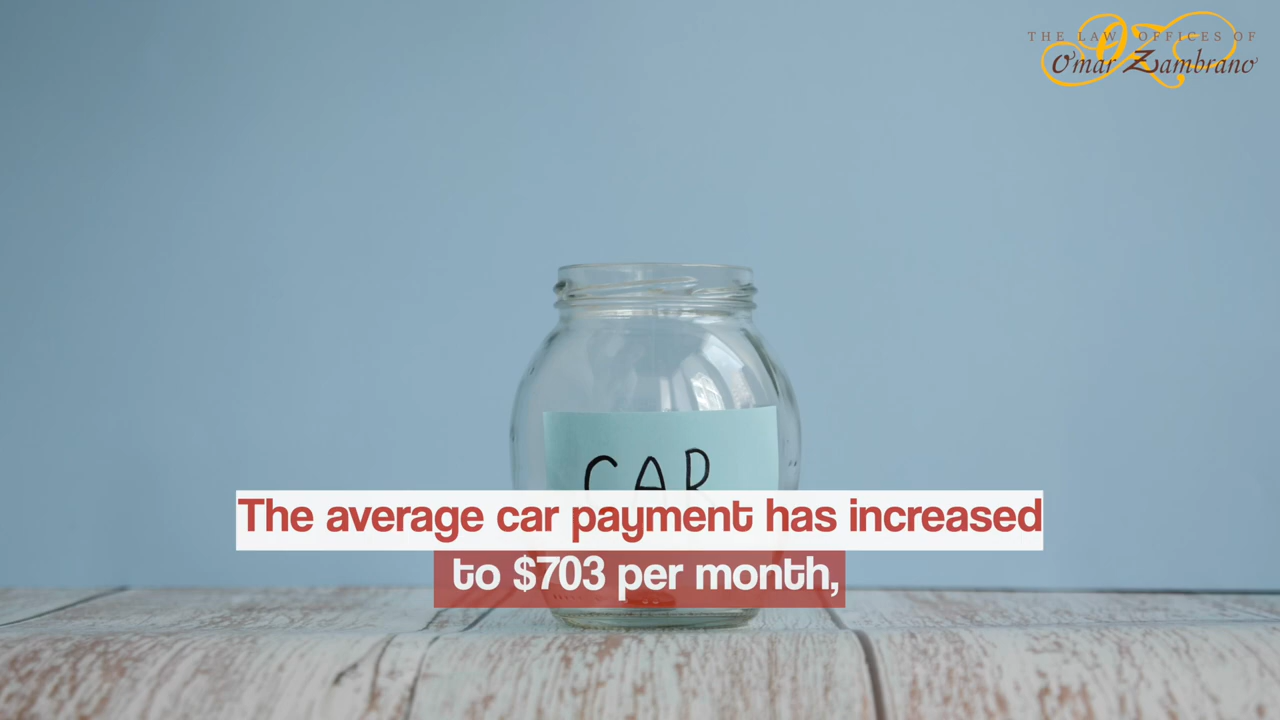 THE LAW OFFICES OF
Omar Zambrano
CAR
The average car payment has increased
to $703 per month,